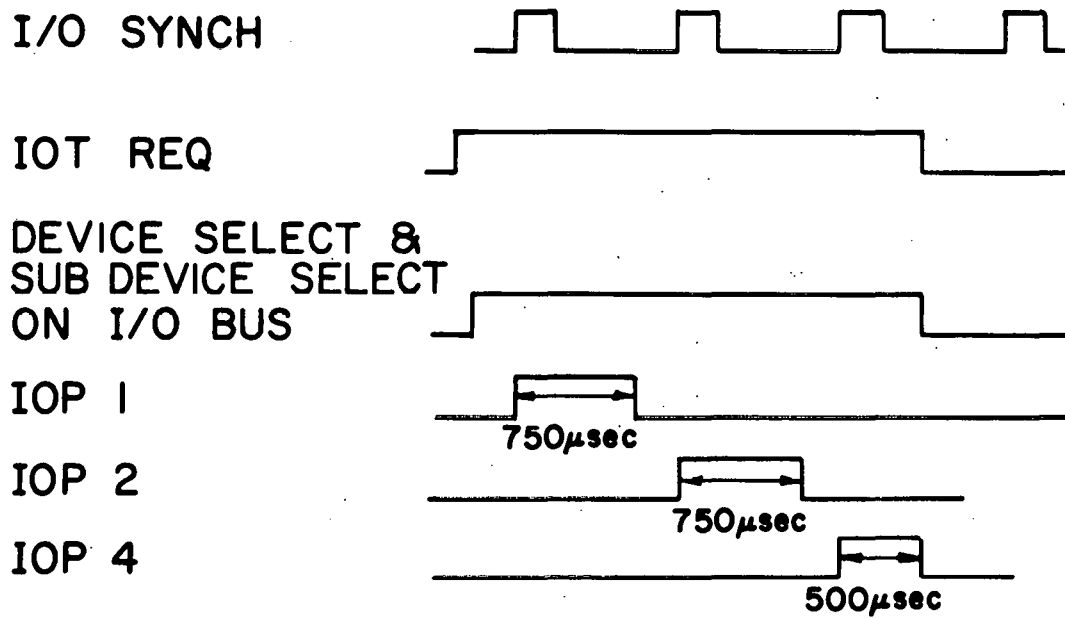 I/O SYNCH
IOT REQ
DEVICE SELECT &
SUB DEVICE SELECT
ON I/O BUS
IOP 1
750μsec
IOP 2
750μsec
IOP 4
500μsec